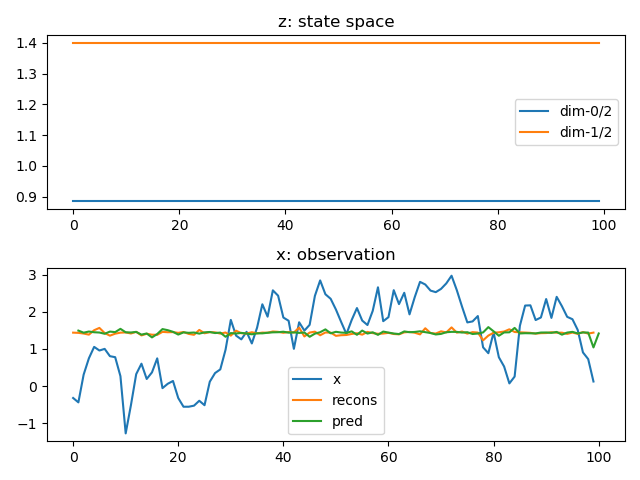 z: state space
1.4
1.3
1.2
1.1
1.0
0.9
dim-0/2
dim-1/2
0 20 40 60 80 100
x: observation
3
2
1
0
−1
x
recons
pred
0 20 40 60 80 100